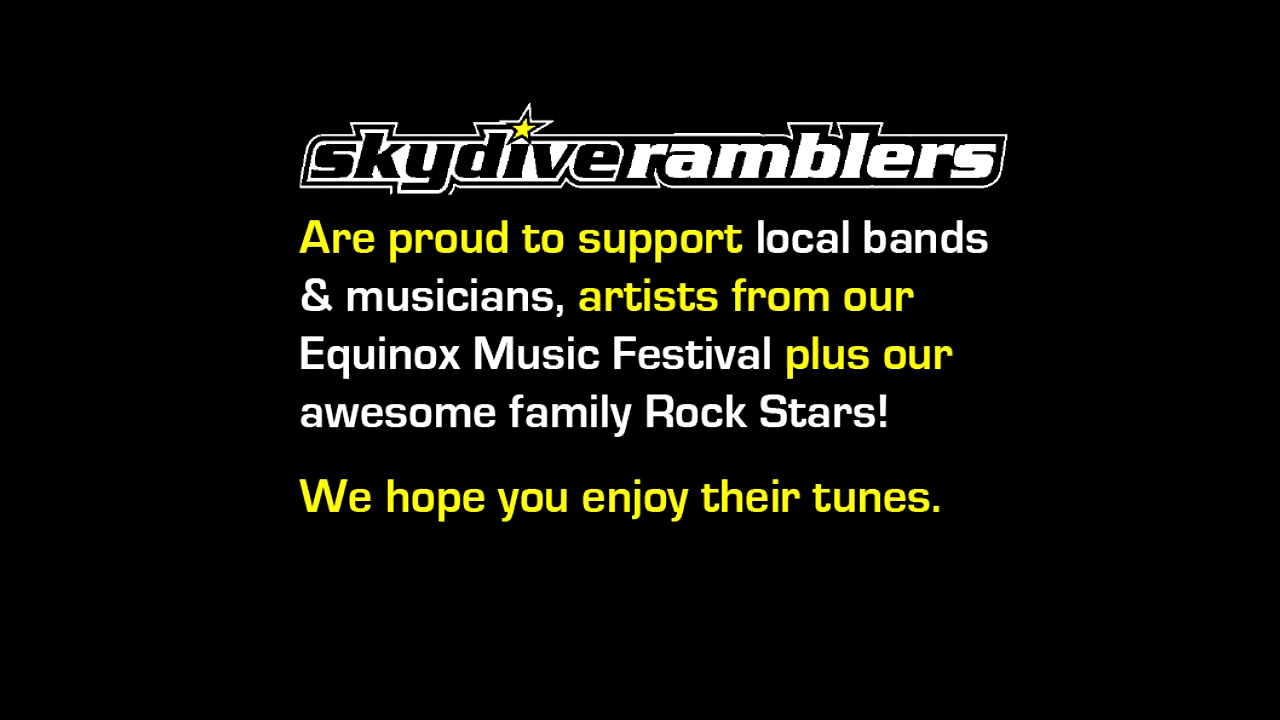 skydiveramblers
Are proud to support local bands
& musicians, artists from our
Equinox Music Festival plus our
awesome family Rock Stars!
We hope you enjoy their tunes.